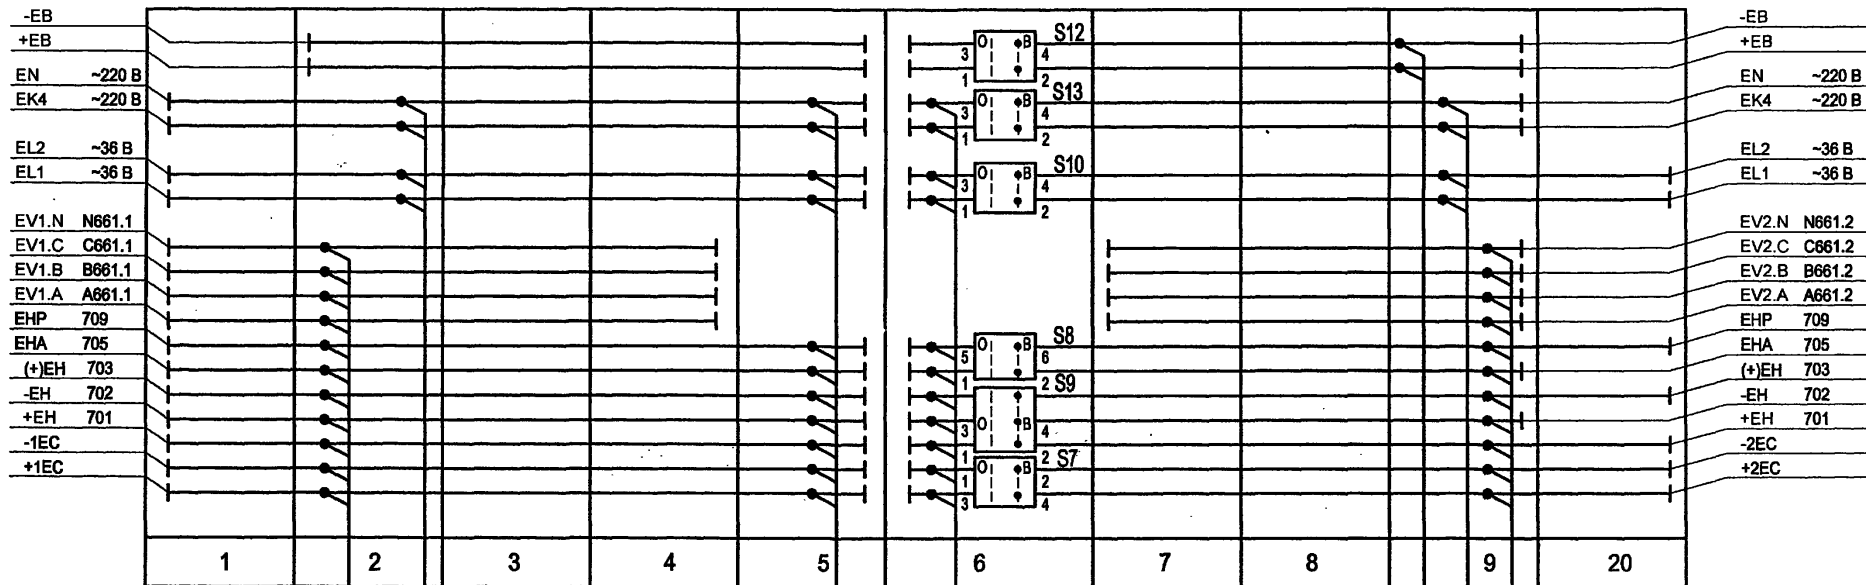 -EB
+EB
EN ~220 В
EK4 ~220 В
EL2 ~36 В
EL1 ~36 В
EV1.N N661.1
EV1.C C661.1
EV1.B B661.1
EV1.A A661.1
EHP 709
EHA 705
(+)EH 703
-EH 702
+EH 701
-1EC
+1EC
S12
O B
3 4
1 2
S13
O B
3 4
1 2
S10
O B
3 4
1 2
S8
O B
5 6
1 2
S9
O B
3 4
1 2
S7
O B
1 2
3 4
-EB
+EB
EN ~220 В
EK4 ~220 В
EL2 ~36 В
EL1 ~36 В
EV2.N N661.2
EV2.C C661.2
EV2.B B661.2
EV2.A A661.2
EHP 709
EHA 705
(+)EH 703
-EH 702
+EH 701
-2EC
+2EC
1 2 3 4 5 6 7 8 9 20